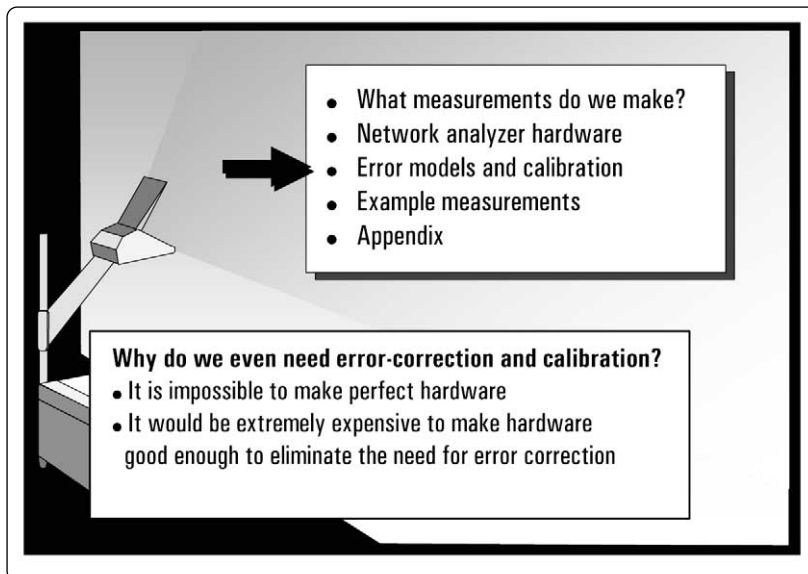 • What measurements do we make?
• Network analyzer hardware
• Error models and calibration
• Example measurements
• Appendix
Why do we even need error-correction and calibration?
• It is impossible to make perfect hardware
• It would be extremely expensive to make hardware
good enough to eliminate the need for error correction